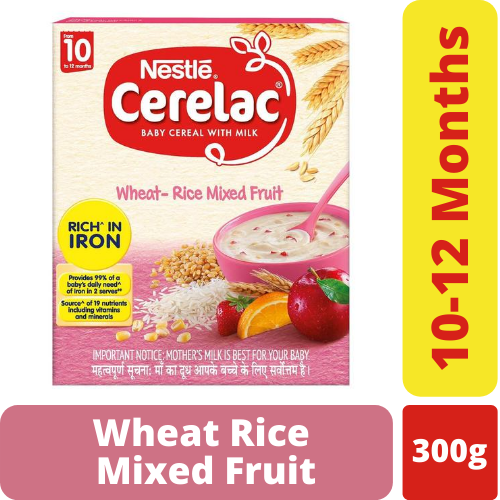 from
10
to 12 months
Nestlé
Cerelac®
BABY CEREAL WITH MILK
Wheat- Rice Mixed Fruit
RICH^ IN
IRON
Provides 99% of a
baby's daily need^
of iron in 2 serves**
Source^ of 19 nutrients
including vitamins
and minerals
IMPORTANT NOTICE: MOTHER'S MILK IS BEST FOR YOUR BABY
महत्वपूर्ण सूचना: माँ का दूध आपके बच्चे के लिए सर्वोत्तम है।
10-12 Months
Wheat Rice
Mixed Fruit
300g